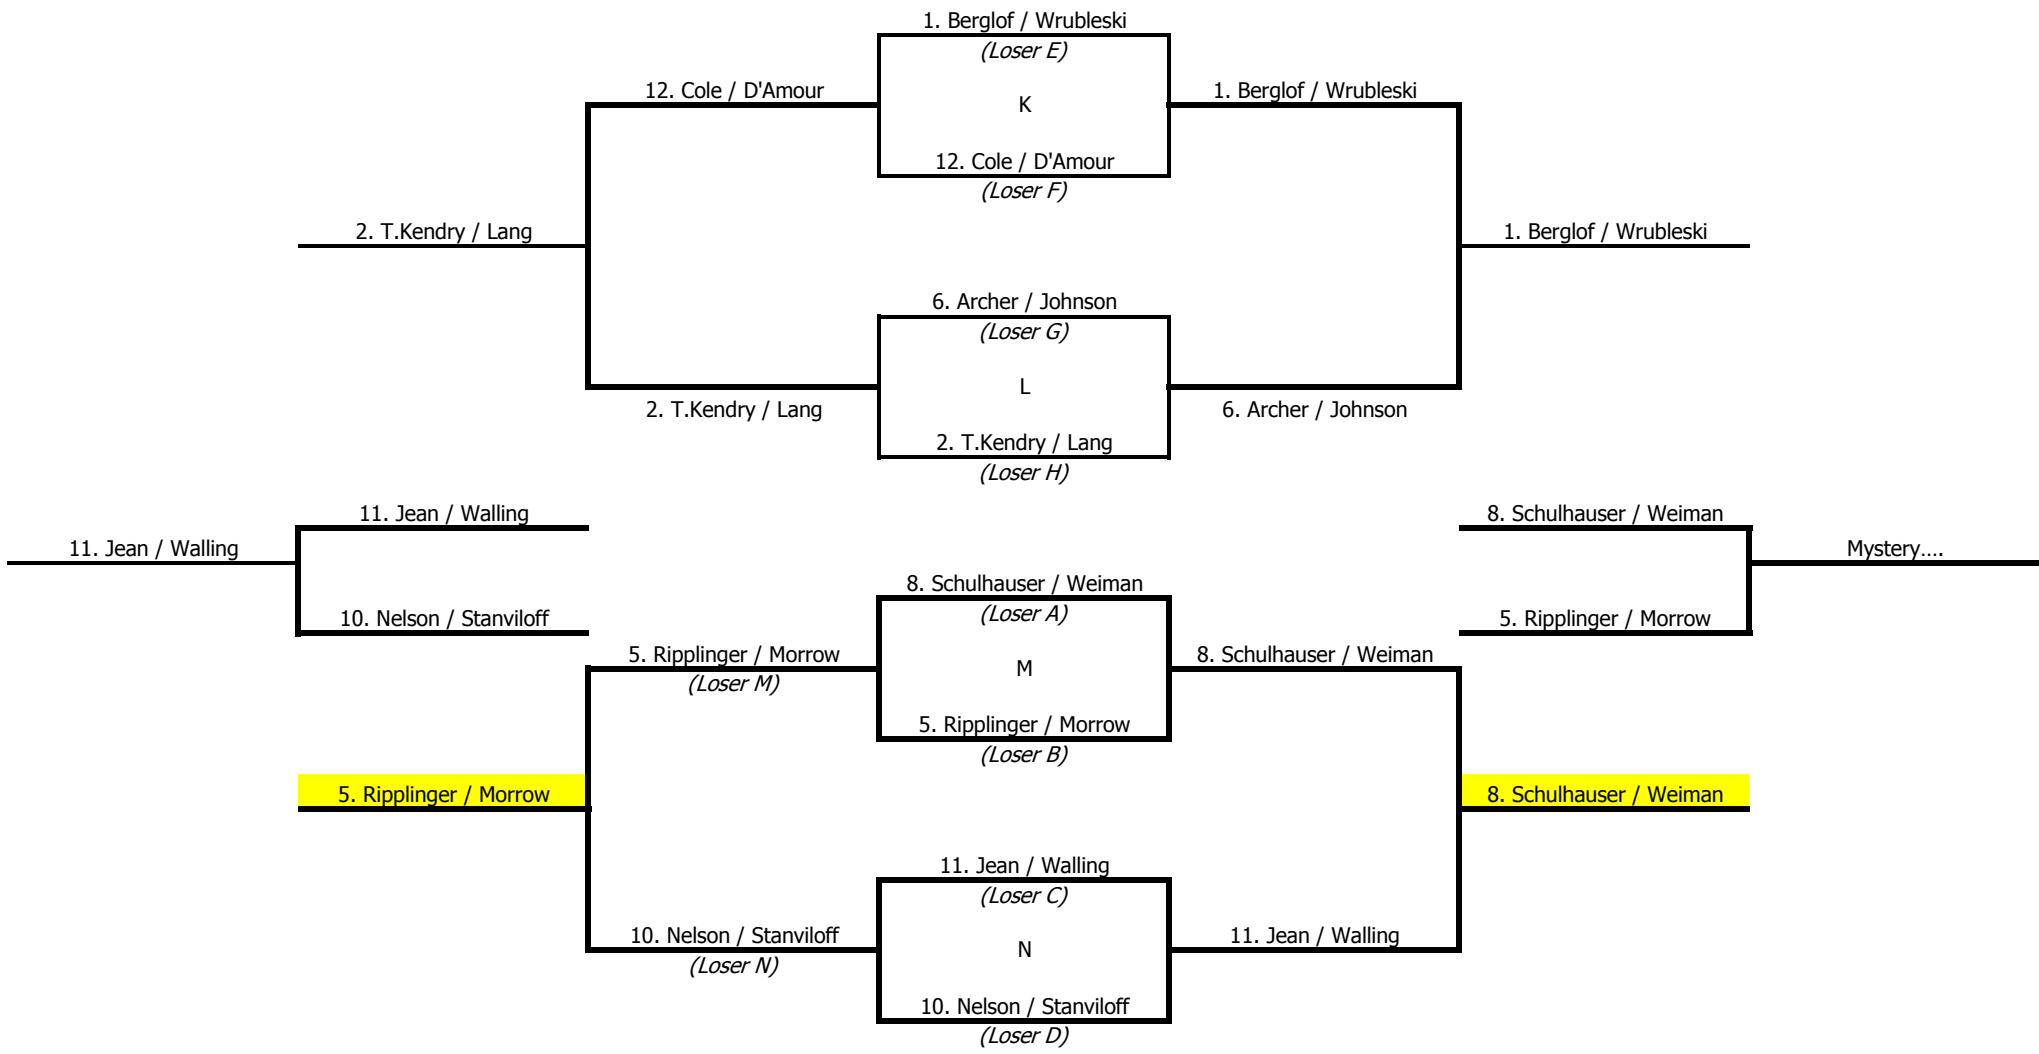 1. Berglof / Wrubleski
(Loser E)
12. Cole / D'Amour
1. Berglof / Wrubleski
K
12. Cole / D'Amour
(Loser F)
2. T.Kendry / Lang
1. Berglof / Wrubleski
6. Archer / Johnson
(Loser G)
L
2. T.Kendry / Lang
6. Archer / Johnson
2. T.Kendry / Lang
(Loser H)
11. Jean / Walling
8. Schulhauser / Weiman
11. Jean / Walling
Mystery....
8. Schulhauser / Weiman
(Loser A)
10. Nelson / Stanviloff
5. Ripplinger / Morrow
5. Ripplinger / Morrow
(Loser M)
M
8. Schulhauser / Weiman
5. Ripplinger / Morrow
(Loser B)
5. Ripplinger / Morrow
8. Schulhauser / Weiman
11. Jean / Walling
(Loser C)
10. Nelson / Stanviloff
(Loser N)
N
11. Jean / Walling
10. Nelson / Stanviloff
(Loser D)